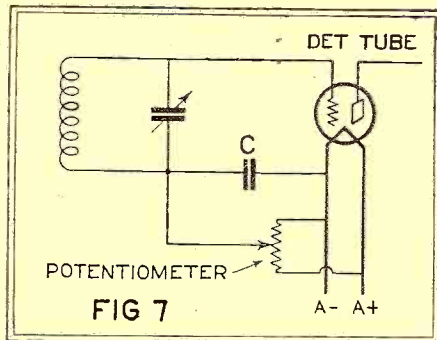 DET TUBE
C
POTENTIOMETER
FIG 7
A- A+